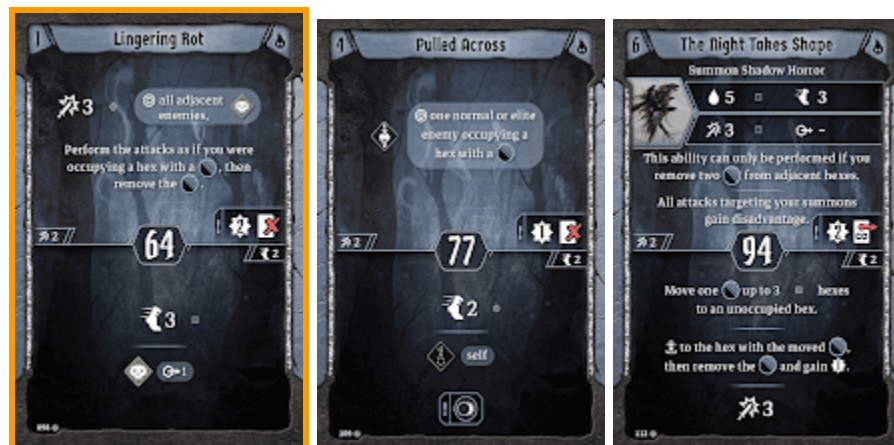 1
Lingering Rot
3
all adjacent
enemies,
Perform the attacks as if you were
occupying a hex with a , then
remove the .
2
2
64
2
3
1
4
Pulled Across
one normal or elite
enemy occupying a
hex with a
2
1
77
2
2
self
6
The Night Takes Shape
Summon Shadow Horror
5
3
3
-
This ability can only be performed if you
remove two from adjacent hexes.
All attacks targeting your summons
gain disadvantage.
2
2
94
2
Move one up to 3 hexes
to an unoccupied hex.
to the hex with the moved ,
then remove the and gain .
3